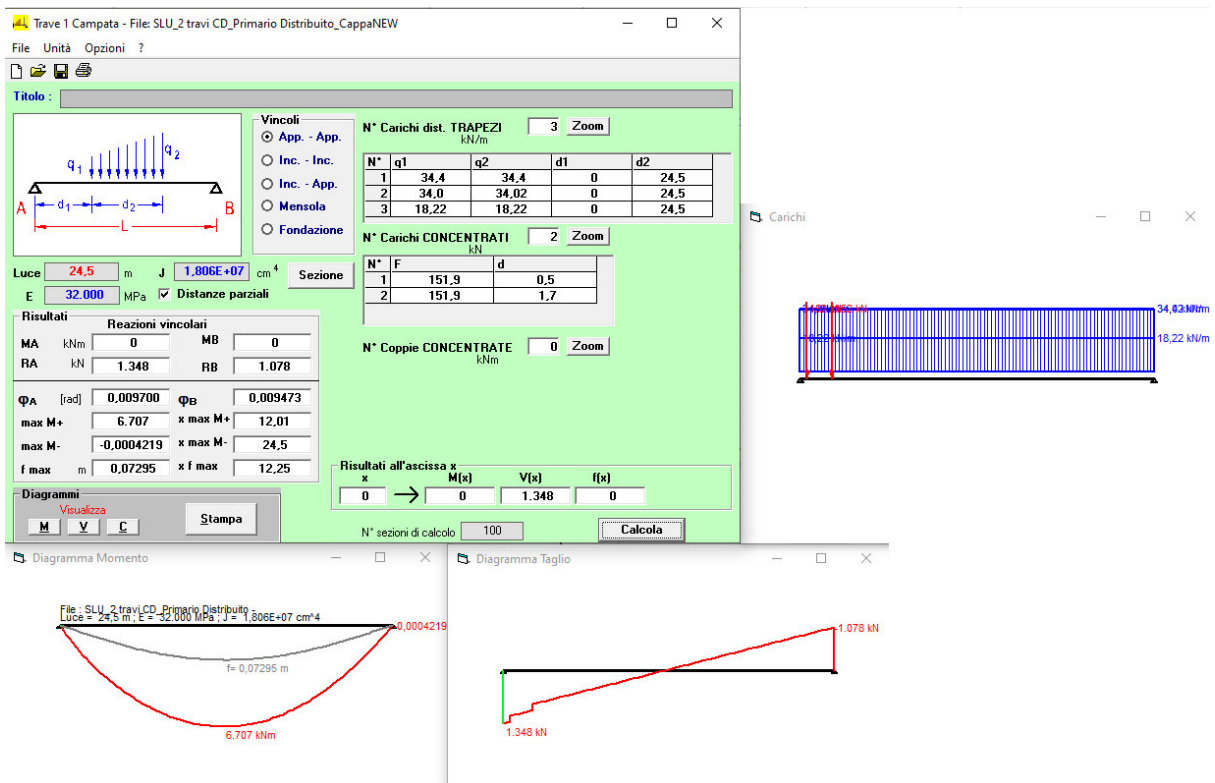 Trave 1 Campata - File: SLU_2 travi CD_Primario Distribuito_CappaNEW
File Unità Opzioni ?
Titolo :
q1 q2
A d1 d2 B
L
Vincoli
App. - App.
Inc. - Inc.
Inc. - App.
Mensola
Fondazione
N° Carichi dist. TRAPEZI 3 Zoom
kN/m
N° q1 q2 d1 d2
1 34,4 34,4 0 24,5
2 34,0 34,02 0 24,5
3 18,22 18,22 0 24,5
N° Carichi CONCENTRATI 2 Zoom
kN
N° F d
1 151,9 0,5
2 151,9 1,7
N° Coppie CONCENTRATE 0 Zoom
kNm
Luce 24,5 m J 1,806E+07 cm 4 Sezione
E 32.000 MPa Distanze parziali
Risultati
Reazioni vincolari
MA kNm 0 MB 0
RA kN 1.348 RB 1.078
φA [rad] 0,009700 φB 0,009473
max M+ 6.707 x max M+ 12,01
max M- -0,0004219 x max M- 24,5
f max m 0,07295 x f max 12,25
Risultati all'ascissa x
x M(x) V(x) f(x)
0 0 1.348 0
Diagrammi
Visualizza
M V C Stampa
N° sezioni di calcolo 100 Calcola
Carichi
18,22 kN/m
Diagramma Momento
File : SLU_2 travi CD_Primario Distribuito -
Luce = 24,5 m ; E = 32.000 MPa ; J = 1,806E+07 cm^4
-0,0004219
f= 0,07295 m
6.707 kNm
Diagramma Taglio
-1.078 kN
1.348 kN